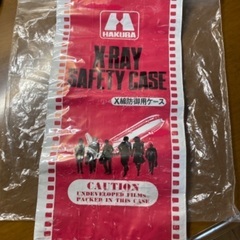 HAKUBA
X-RAY
SAFETY CASE
X線防御用ケース
CAUTION
UNDEVELOPED FILMS
PACKED IN THIS CASE